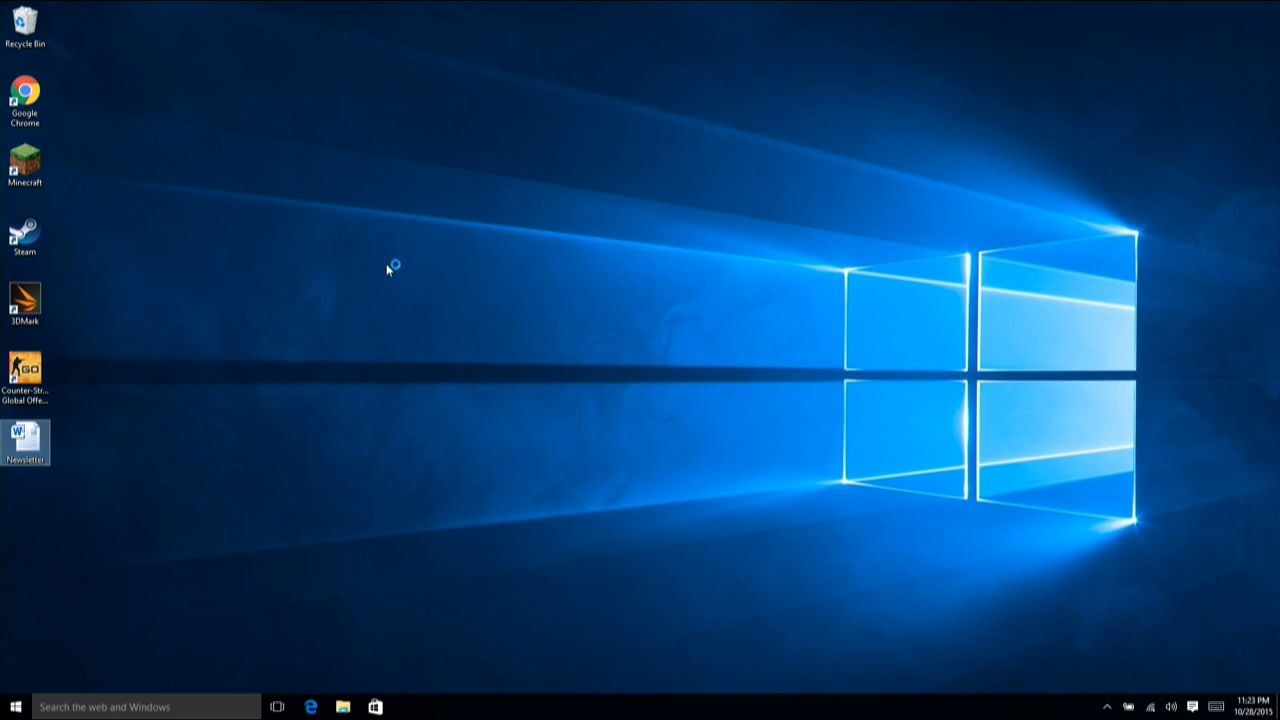 Recycle Bin
Google
Chrome
Minecraft
Steam
3DMark
GO
Counter-Str...
Global Offe...
W
Newsletter
Search the web and Windows
11:23 PM
10/28/2015